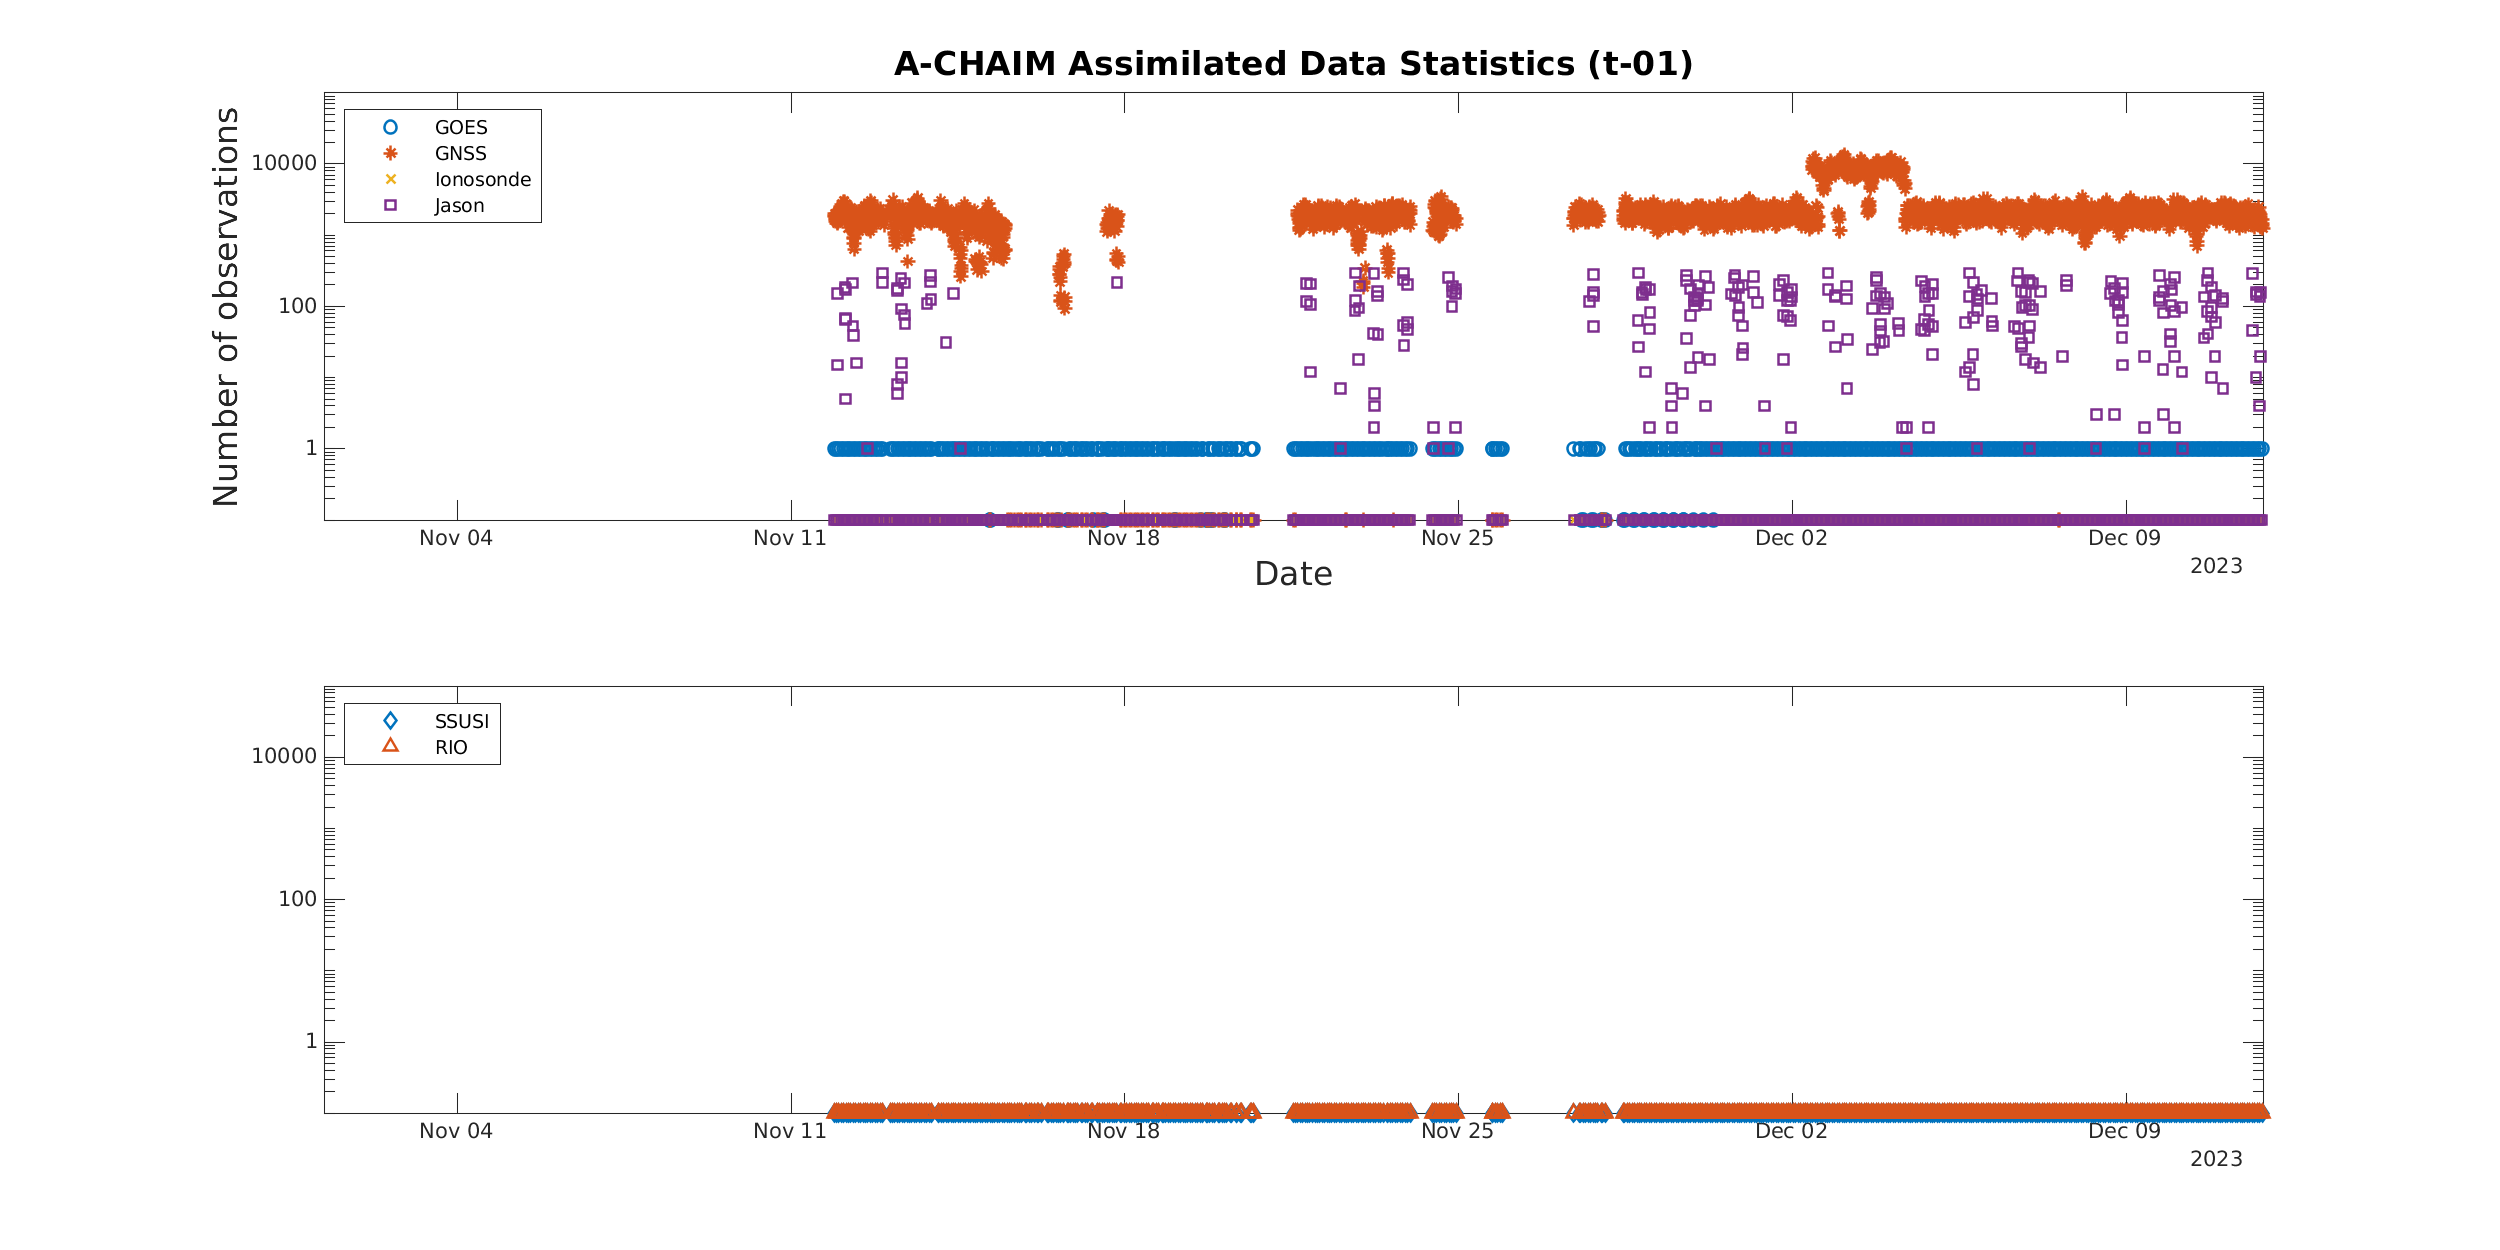 A-CHAIM Assimilated Data Statistics (t-01)
Number of observations
10000
100
1
GOES
GNSS
Ionosonde
Jason
Nov 04
Nov 11
Nov 18
Nov 25
Dec 02
Dec 09
2023
Date
10000
100
1
SSUSI
RIO
Nov 04
Nov 11
Nov 18
Nov 25
Dec 02
Dec 09
2023